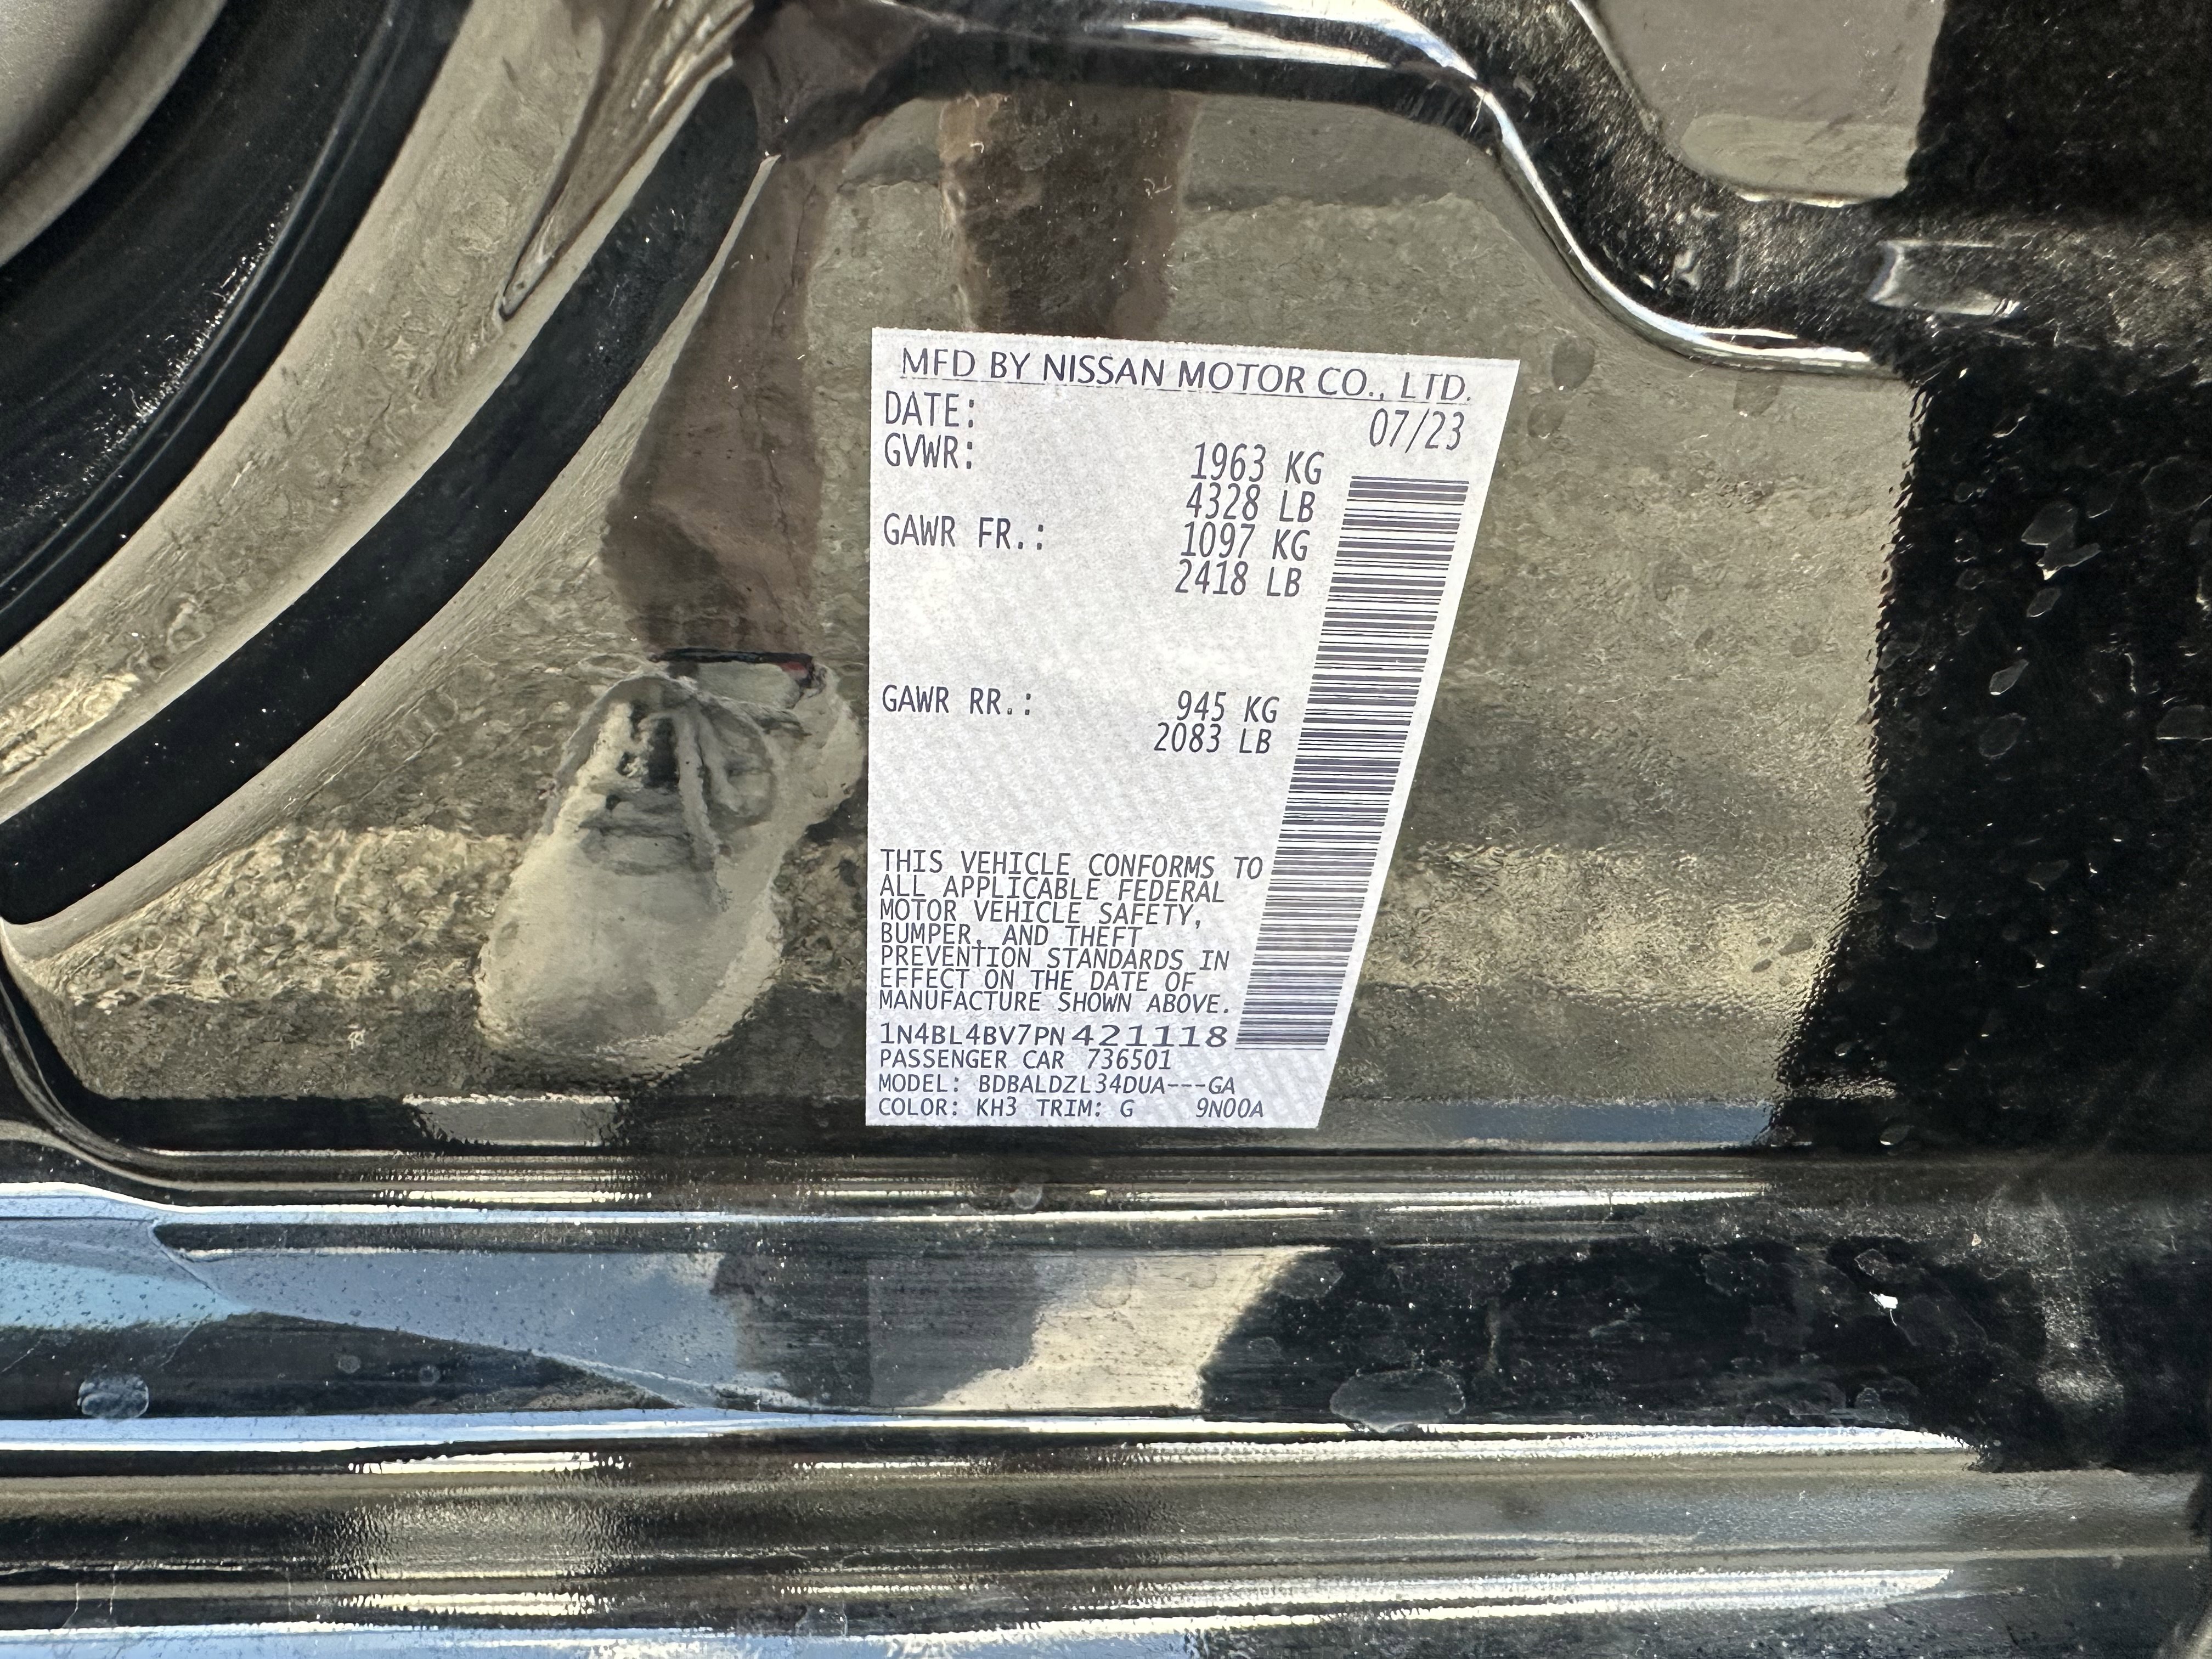 MFD BY NISSAN MOTOR CO., LTD.
DATE: 07/23
GVWR: 1963 KG
4328 LB
GAWR FR.: 1097 KG
2418 LB
GAWR RR.: 945 KG
2083 LB
THIS VEHICLE CONFORMS TO
ALL APPLICABLE FEDERAL
MOTOR VEHICLE SAFETY,
BUMPER, AND THEFT
PREVENTION STANDARDS IN
EFFECT ON THE DATE OF
MANUFACTURE SHOWN ABOVE.
1N4BL4BV7PN421118
PASSENGER CAR 736501
MODEL: BDBALDZL34DUA---GA
COLOR: KH3 TRIM: G 9N00A